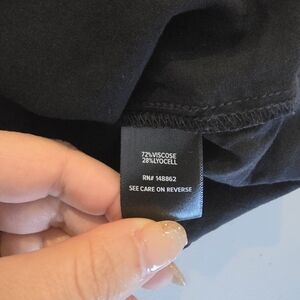 72%VISCOSE
28%LYOCELL
RN# 148862
SEE CARE ON REVERSE